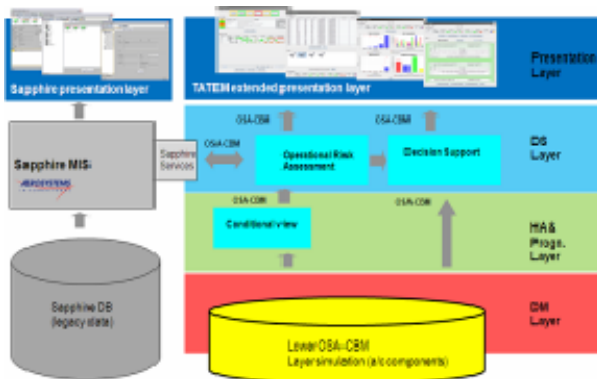 Sapphire presentation layer
TATEM extended presentation layer
Presentation
Layer
OSA-CBM
OSA-CBM
Sapphire MIS:
AEROSYSTEMS
Sapphire
Services
OSA-CBM
Operational Risk
Assessment
Decision Support
DS
Layer
OSA-CBM
OSA-CBM
Conditional view
HA &
Progn.
Layer
Sapphire DB
(legacy data)
Lower OSA-CBM
Layer simulation (a/c components)
DM
Layer